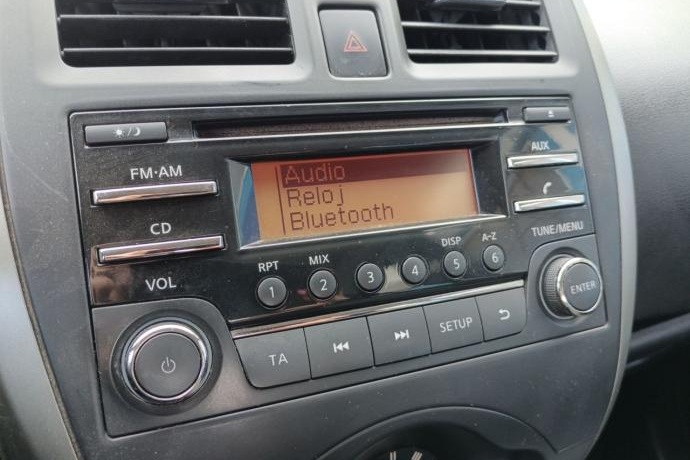 FM·AM
AUX
CD
Audio
Reloj
Bluetooth
TUNE/MENU
VOL
RPT MIX DISP A-Z
1 2 3 4 5 6
ENTER
TA SETUP